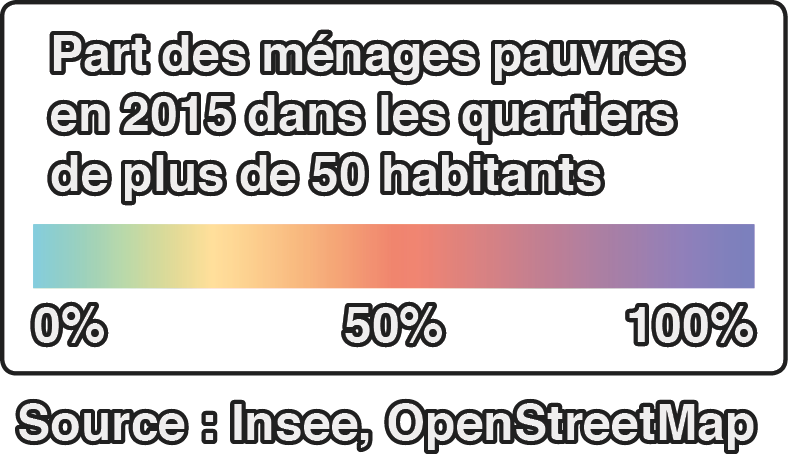 Part des ménages pauvres
en 2015 dans les quartiers
de plus de 50 habitants
0% 50% 100%
Source : Insee, OpenStreetMap